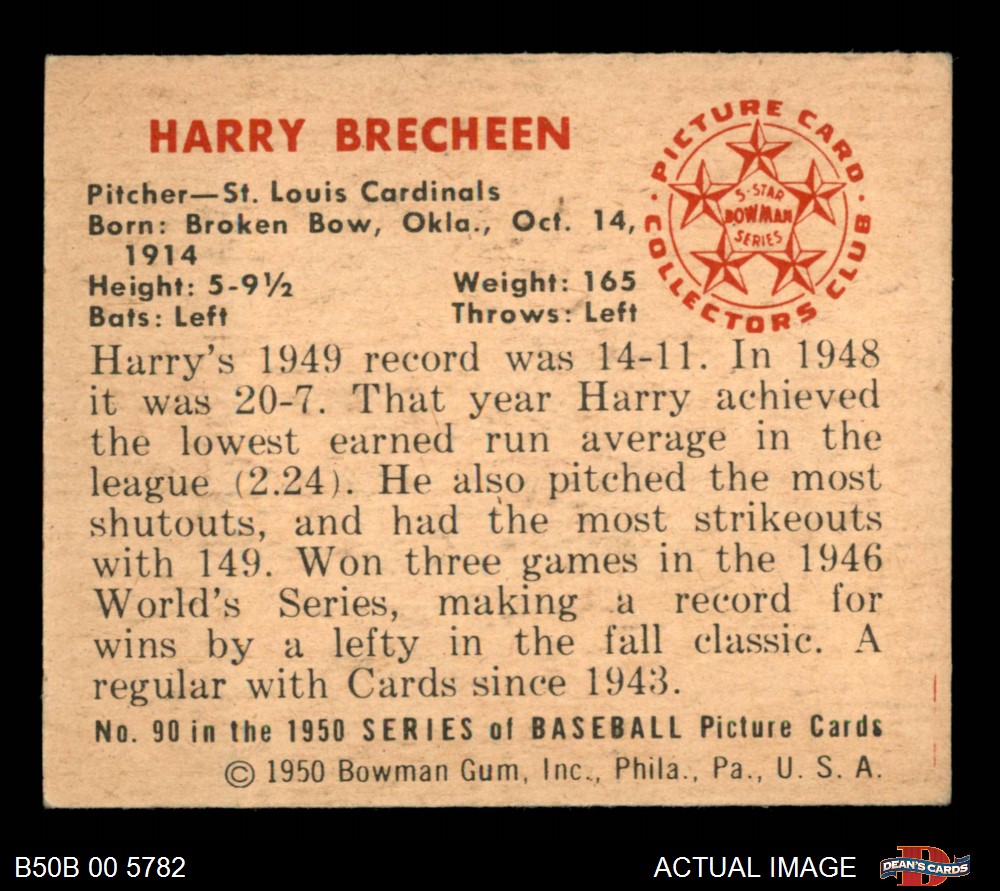 HARRY BRECHEEN
Pitcher—St. Louis Cardinals
Born: Broken Bow, Okla., Oct. 14,
1914
Height: 5-9½ Weight: 165
Bats: Left Throws: Left
· PICTURE CARD · COLLECTORS CLUB
5-STAR
BOWMAN
SERIES
Harry's 1949 record was 14-11. In 1948
it was 20-7. That year Harry achieved
the lowest earned run average in the
league (2.24). He also pitched the most
shutouts, and had the most strikeouts
with 149. Won three games in the 1946
World's Series, making a record for
wins by a lefty in the fall classic. A
regular with Cards since 1943.
No. 90 in the 1950 SERIES of BASEBALL Picture Cards
© 1950 Bowman Gum, Inc., Phila., Pa., U. S. A.
B50B 00 5782
ACTUAL IMAGE
DEAN'S CARDS